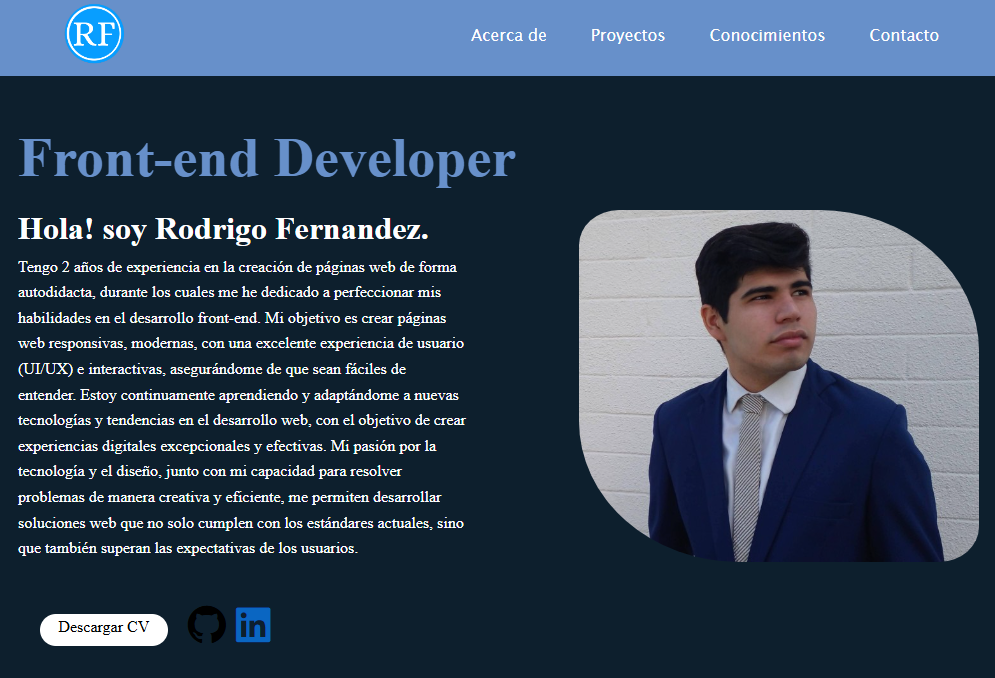 RF
Acerca de Proyectos Conocimientos Contacto
Front-end Developer
Hola! soy Rodrigo Fernandez.
Tengo 2 años de experiencia en la creación de páginas web de forma
autodidacta, durante los cuales me he dedicado a perfeccionar mis
habilidades en el desarrollo front-end. Mi objetivo es crear páginas
web responsivas, modernas, con una excelente experiencia de usuario
(UI/UX) e interactivas, asegurándome de que sean fáciles de
entender. Estoy continuamente aprendiendo y adaptándome a nuevas
tecnologías y tendencias en el desarrollo web, con el objetivo de crear
experiencias digitales excepcionales y efectivas. Mi pasión por la
tecnología y el diseño, junto con mi capacidad para resolver
problemas de manera creativa y eficiente, me permiten desarrollar
soluciones web que no solo cumplen con los estándares actuales, sino
que también superan las expectativas de los usuarios.
Descargar CV in